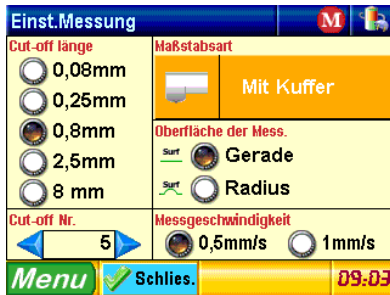 Einst.Messung
M
Cut-off länge
0,08mm
0,25mm
0,8mm
2,5mm
8 mm
Cut-off Nr.
5
Maßstabsart
Mit Kuffer
Oberfläche der Mess.
Surf
Gerade
Surf
Radius
Messgeschwindigkeit
0,5mm/s
1mm/s
Menu
Schlies.
09:03